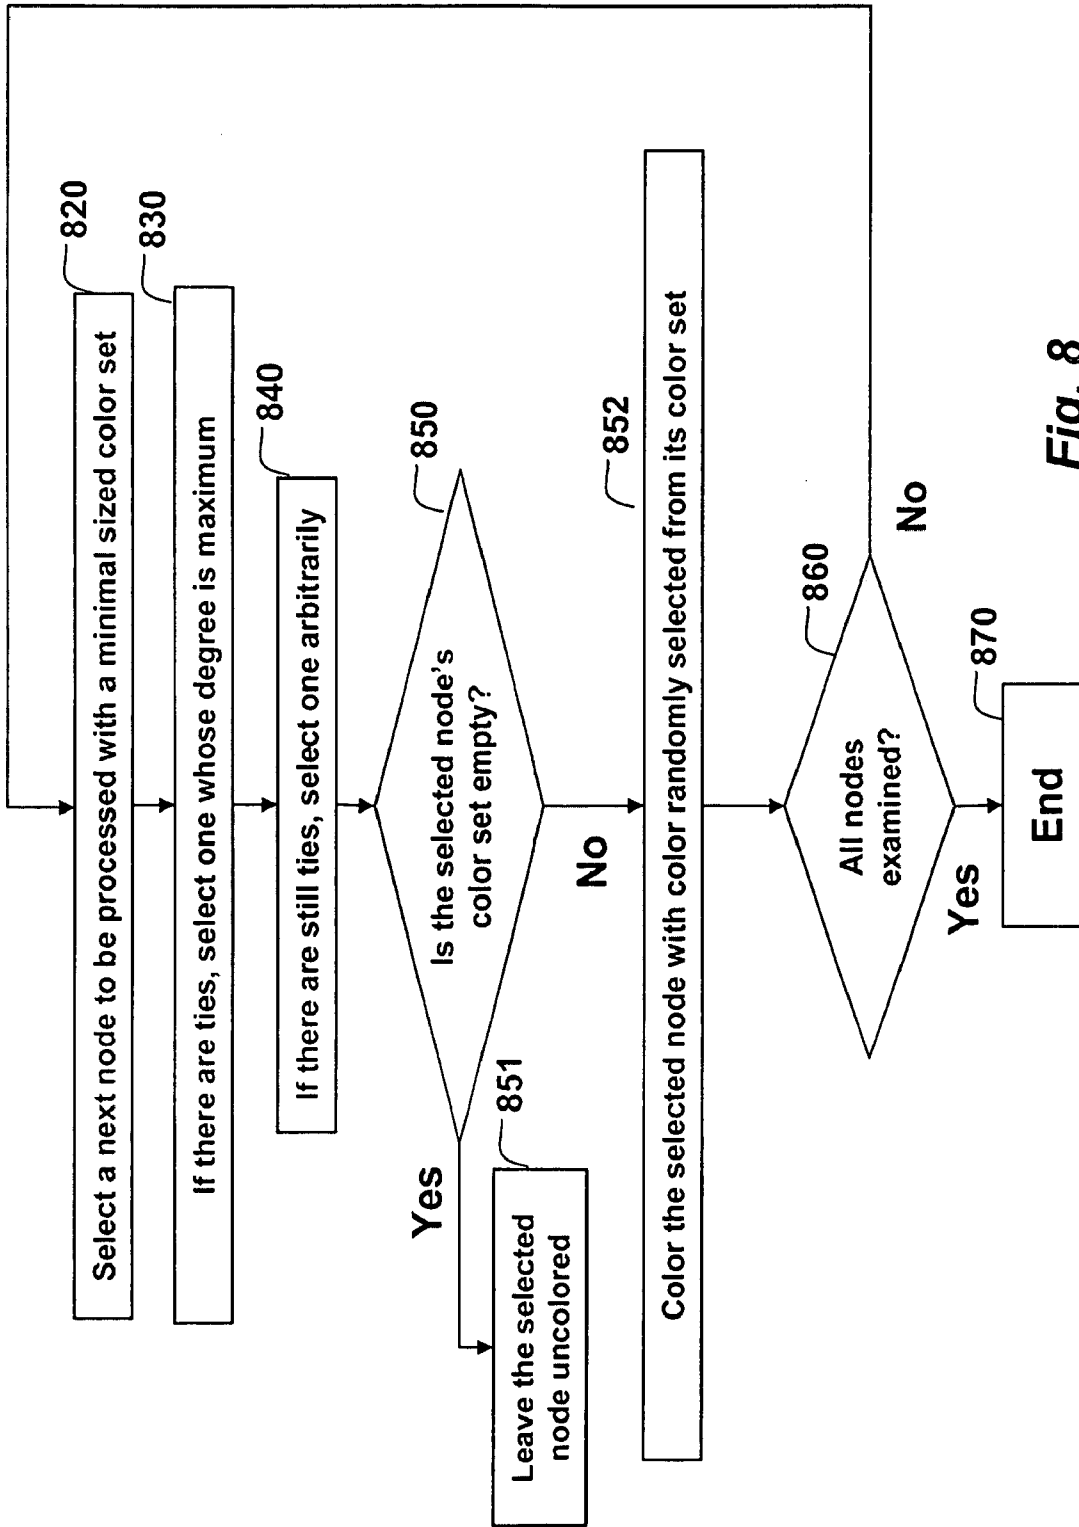 820
Select a next node to be processed with a minimal sized color set
830
If there are ties, select one whose degree is maximum
840
If there are still ties, select one arbitrarily
850
Is the selected node's
color set empty?
Yes
851
Leave the selected
node uncolored
No
852
Color the selected node with color randomly selected from its color set
860
All nodes
examined?
No
Yes
870
End
Fig. 8